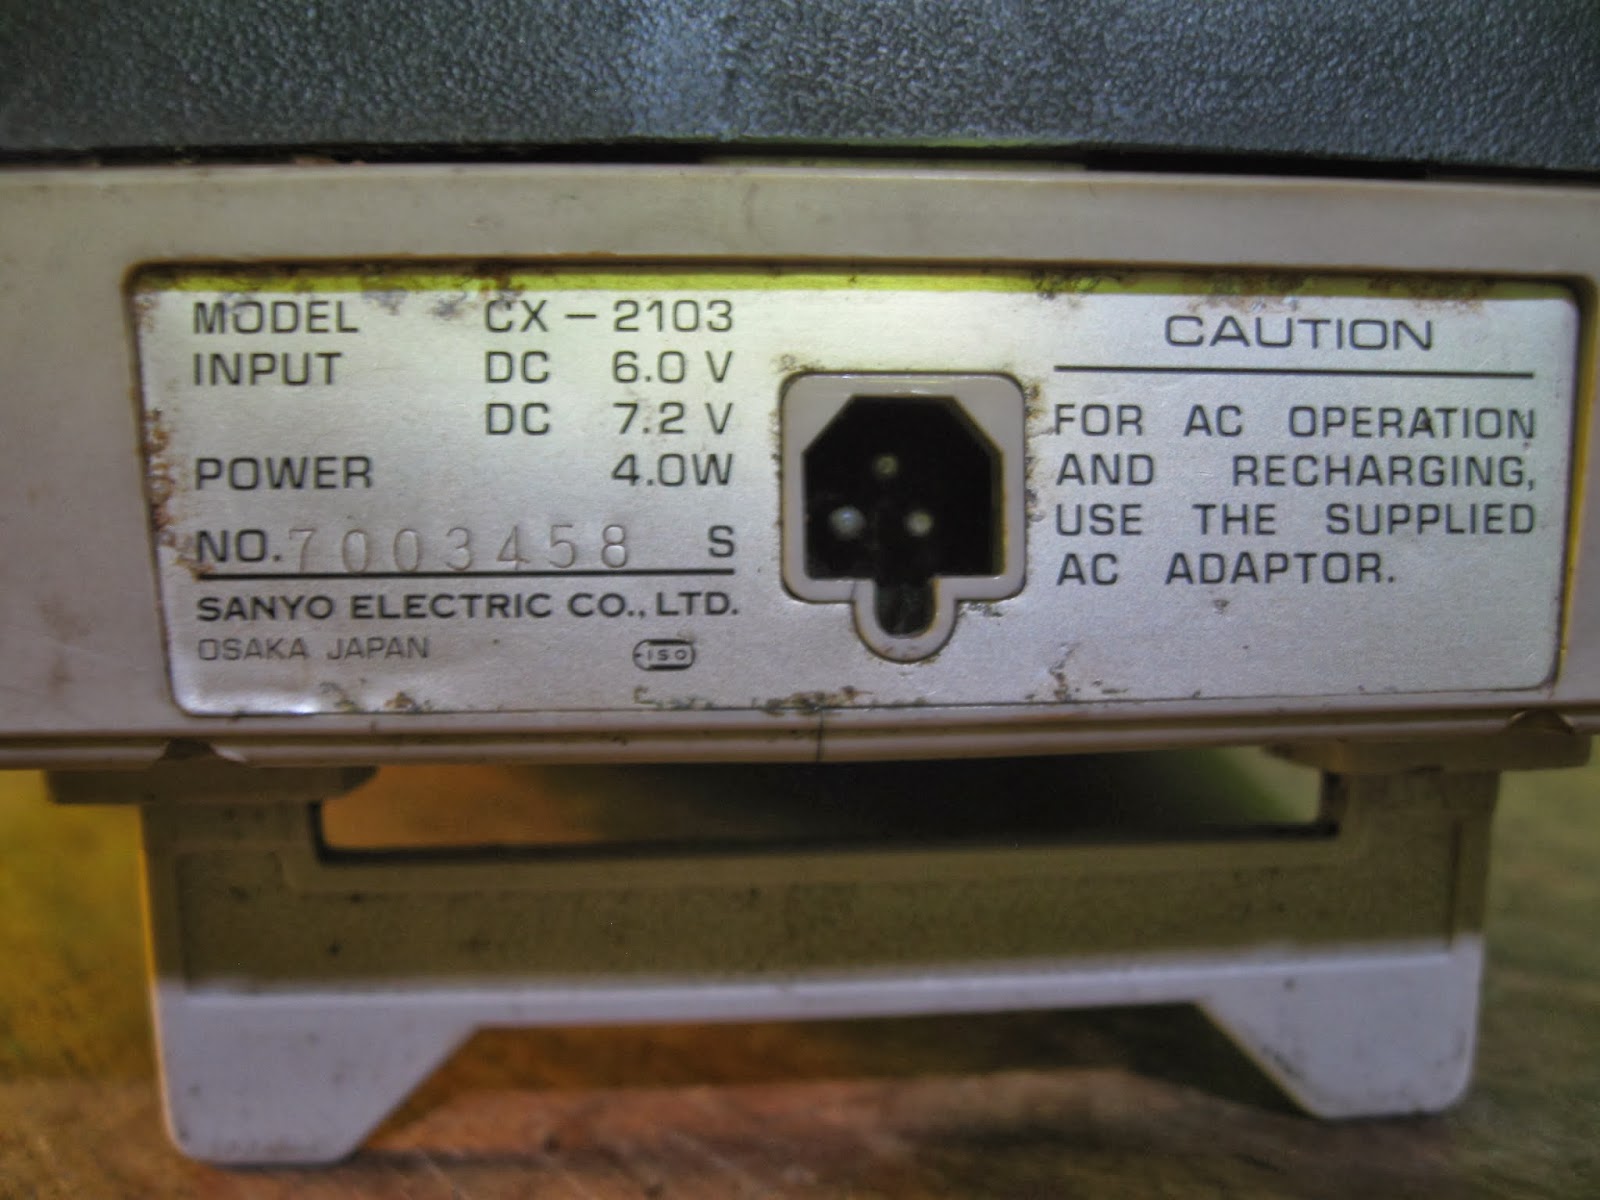 MODEL CX-2103
INPUT DC 6.0 V
DC 7.2 V
POWER 4.0W
NO. 7003458 S
SANYO ELECTRIC CO., LTD.
OSAKA JAPAN
ISO
CAUTION
FOR AC OPERATION
AND RECHARGING,
USE THE SUPPLIED
AC ADAPTOR.